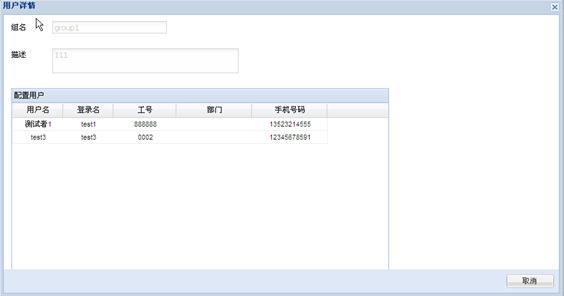 用户详情
组名 group1
描述 111
配置用户
用户名 登录名 工号 部门 手机号码
测试者1 test1 888888 13523214555
test3 test3 0002 12345678591
取消